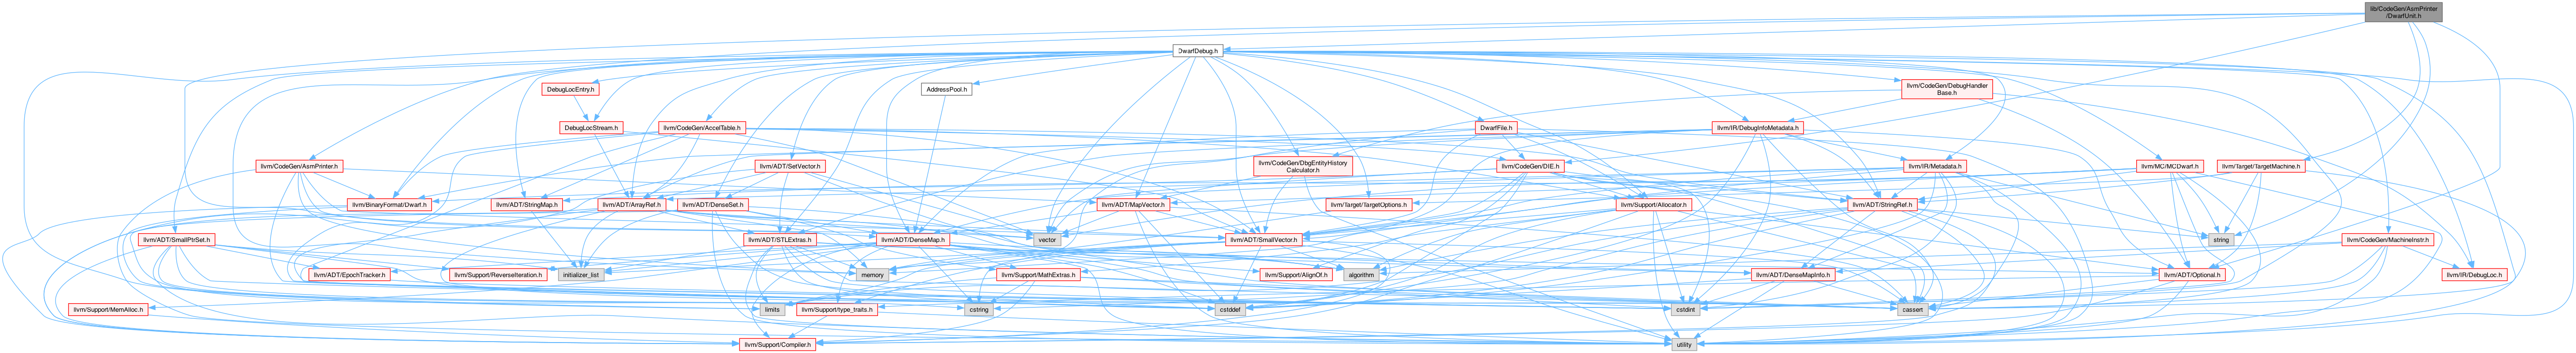 lib/CodeGen/AsmPrinter
/DwarfUnit.h
DwarfDebug.h
DebugLocEntry.h
AddressPool.h
llvm/CodeGen/DebugHandler
Base.h
DebugLocStream.h
llvm/CodeGen/AccelTable.h
DwarfFile.h
llvm/IR/DebugInfoMetadata.h
llvm/CodeGen/AsmPrinter.h
llvm/ADT/SetVector.h
llvm/CodeGen/DbgEntityHistory
Calculator.h
llvm/CodeGen/DIE.h
llvm/IR/Metadata.h
llvm/MC/MCDwarf.h
llvm/Target/TargetMachine.h
llvm/BinaryFormat/Dwarf.h
llvm/ADT/StringMap.h
llvm/ADT/ArrayRef.h
llvm/ADT/DenseSet.h
llvm/ADT/MapVector.h
llvm/Target/TargetOptions.h
llvm/Support/Allocator.h
llvm/ADT/StringRef.h
llvm/ADT/SmallPtrSet.h
llvm/ADT/STLExtras.h
llvm/ADT/DenseMap.h
vector
llvm/ADT/SmallVector.h
string
llvm/CodeGen/MachineInstr.h
llvm/ADT/EpochTracker.h
llvm/Support/ReverseIteration.h
initializer_list
memory
llvm/Support/MathExtras.h
llvm/Support/AlignOf.h
algorithm
llvm/ADT/DenseMapInfo.h
llvm/ADT/Optional.h
llvm/IR/DebugLoc.h
llvm/Support/MemAlloc.h
limits
llvm/Support/type_traits.h
cstring
cstddef
cstdint
cassert
llvm/Support/Compiler.h
utility